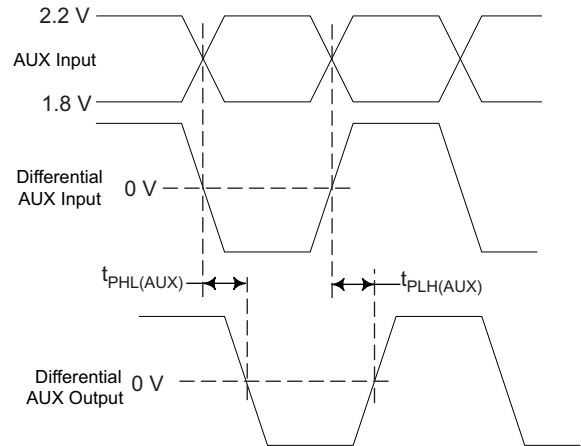 2.2 V
AUX Input
1.8 V
Differential
AUX Input
0 V
tPHL(AUX)
tPLH(AUX)
Differential
AUX Output
0 V